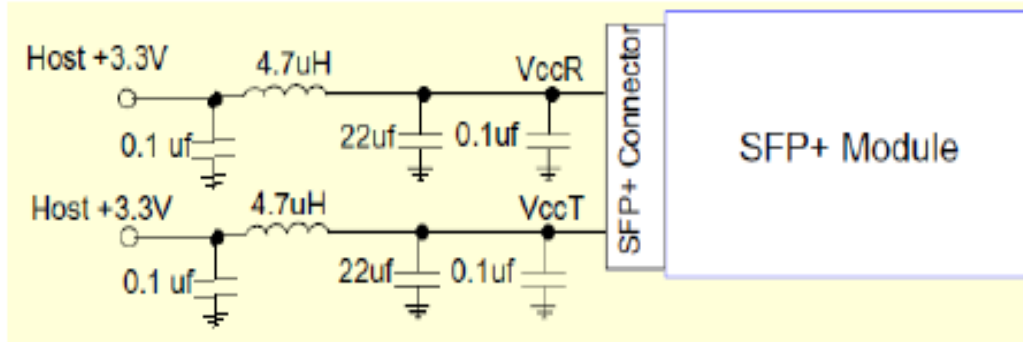 Host +3.3V
4.7uH
VccR
0.1 uf
22uf
0.1uf
Host +3.3V
4.7uH
VccT
0.1 uf
22uf
0.1uf
SFP+ Connector
SFP+ Module